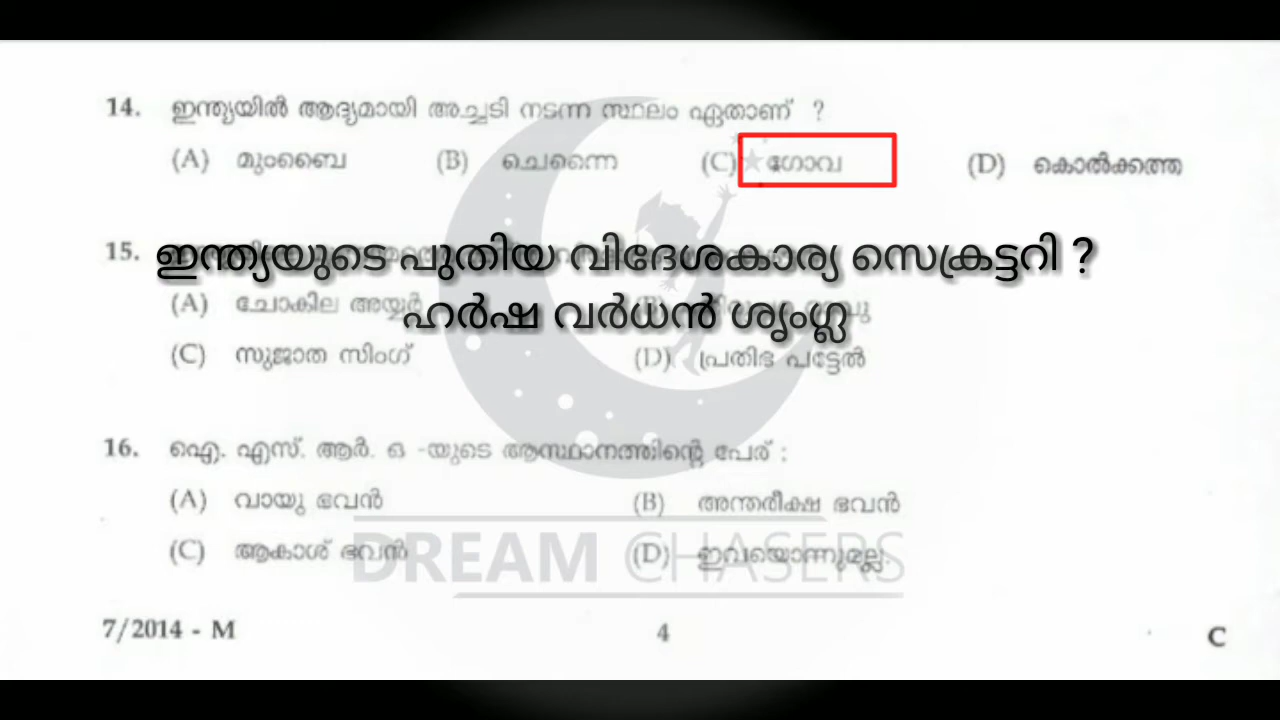 14. ഇന്ത്യയിൽ ആദ്യമായി അച്ചടി നടന്ന സ്ഥലം ഏതാണ് ?
(A) മുംബൈ (B) ചെന്നൈ (C) ഗോവ (D) കൊൽക്കത്ത
15.
ഇന്ത്യയുടെ പുതിയ വിദേശകാര്യ സെക്രട്ടറി ?
(A) ചോകില അയ്യർ (B)
ഹർഷ വർധൻ ശൃംഗ്ല
(C) സുജാത സിംഗ് (D) പ്രതിഭ പട്ടേൽ
16. ഐ. എസ്. ആർ. ഒ -യുടെ ആസ്ഥാനത്തിന്റെ പേര് :
(A) വായു ഭവൻ (B) അന്തരീക്ഷ ഭവൻ
(C) ആകാശ് ഭവൻ (D) ഇവയൊന്നുമല്ല.
DREAM CHASERS
7/2014 - M 4 C